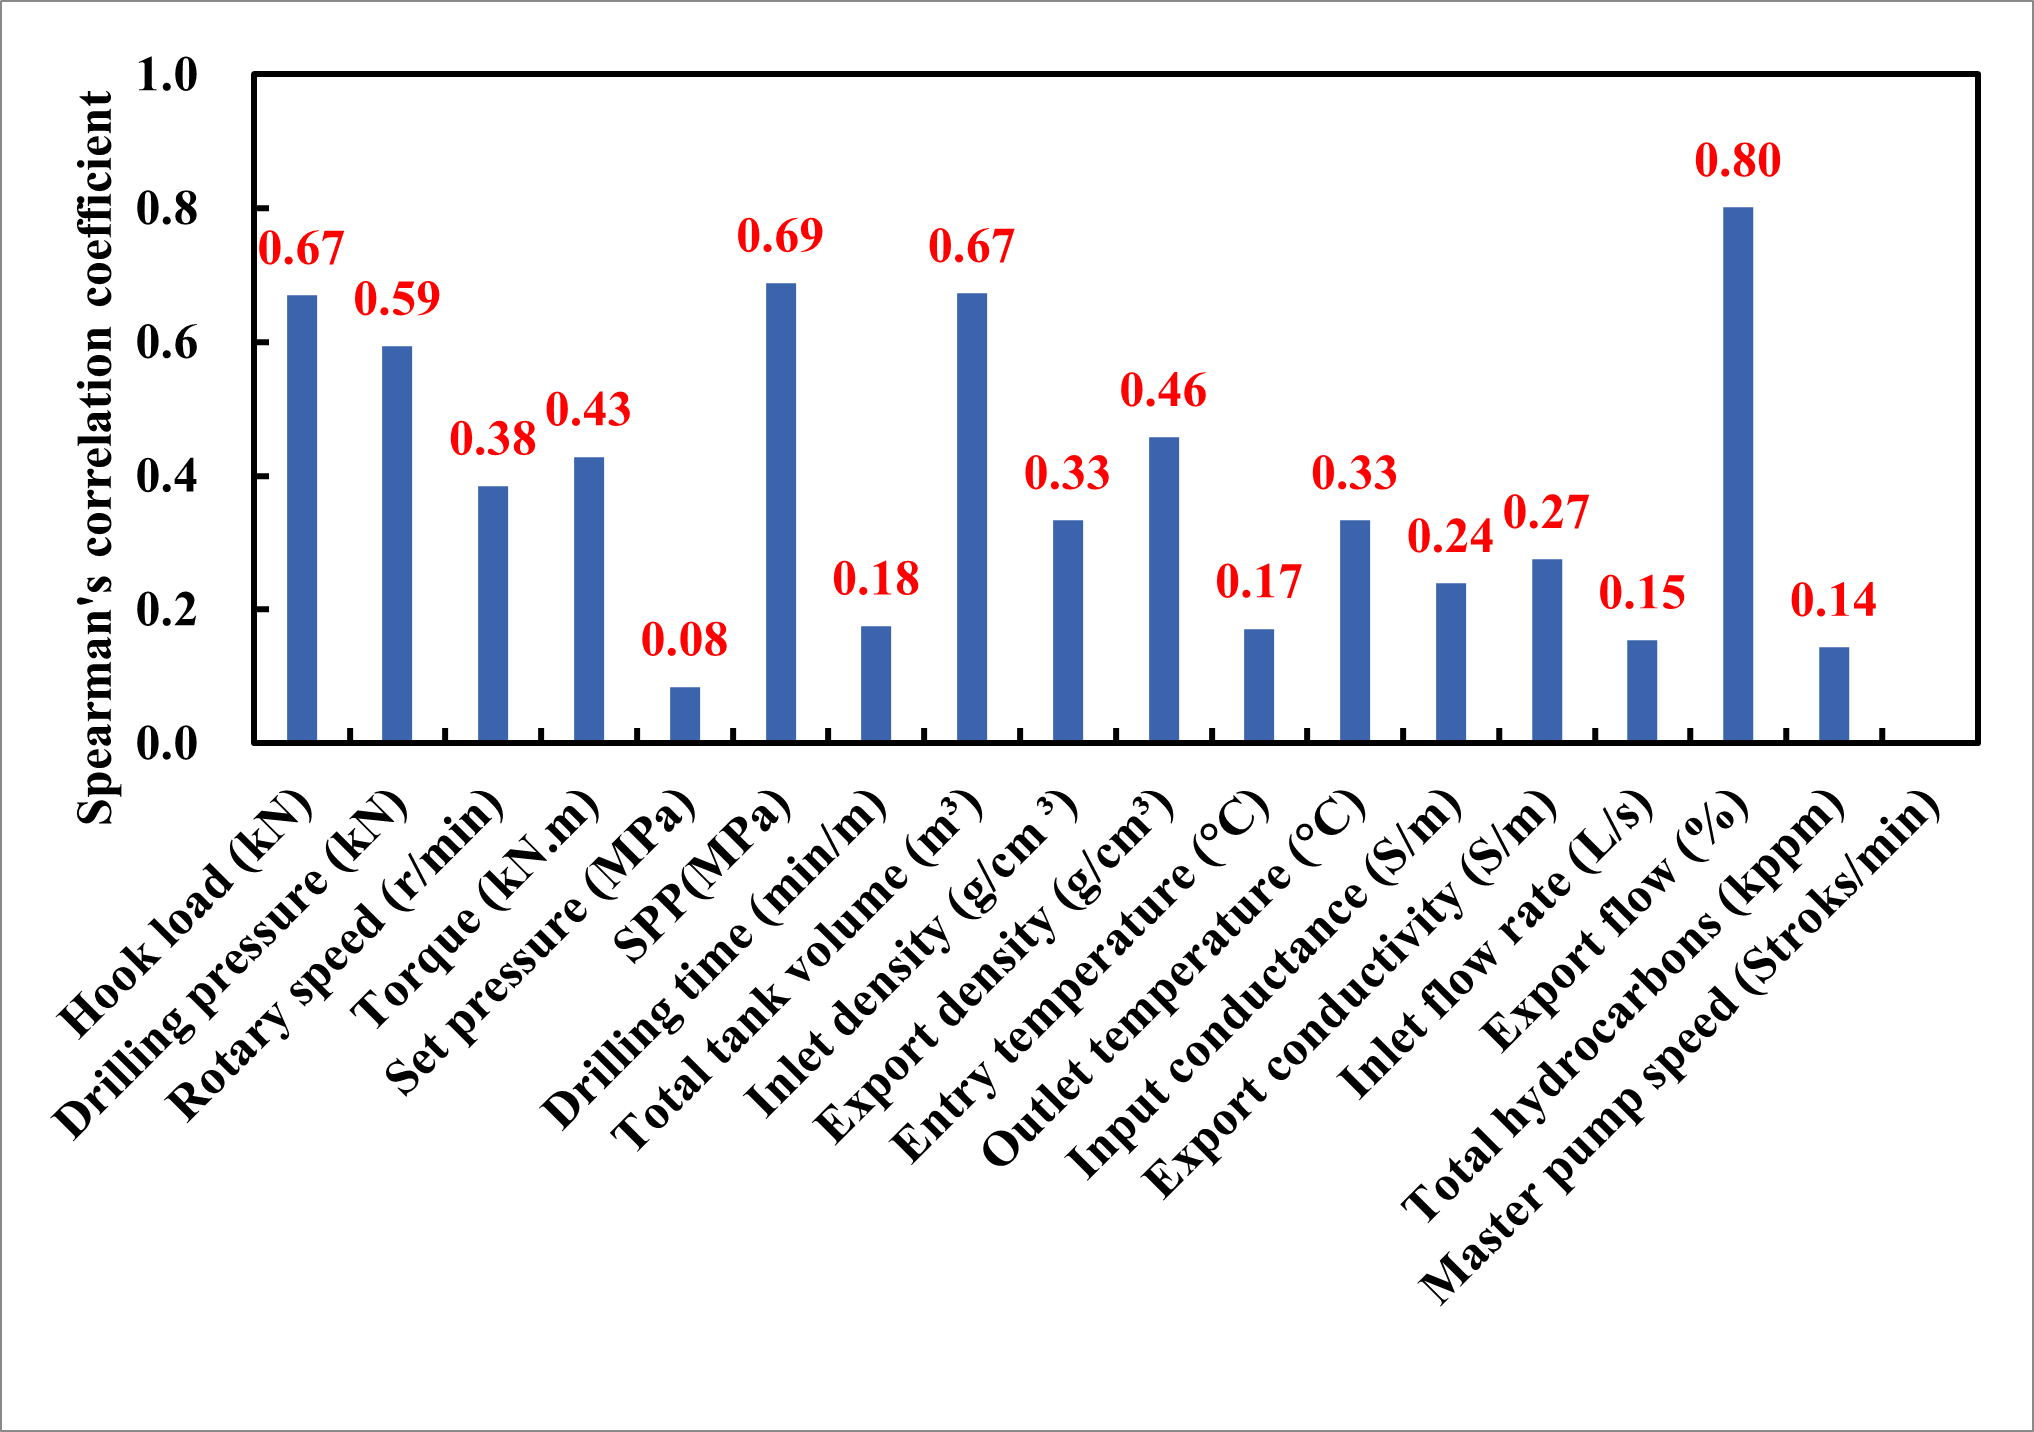 Spearman's correlation coefficient
1.0
0.8
0.6
0.4
0.2
0.0
0.67
0.59
0.38
0.43
0.08
0.69
0.18
0.67
0.33
0.46
0.17
0.33
0.24
0.27
0.15
0.80
0.14
Hook load (kN)
Drilling pressure (kN)
Rotary speed (r/min)
Torque (kN.m)
Set pressure (MPa)
SPP(MPa)
Drilling time (min/m)
Total tank volume (m³)
Inlet density (g/cm ³)
Export density (g/cm³)
Entry temperature (°C)
Outlet temperature (°C)
Input conductance (S/m)
Export conductivity (S/m)
Inlet flow rate (L/s)
Export flow (%)
Total hydrocarbons (kppm)
Master pump speed (Stroks/min)